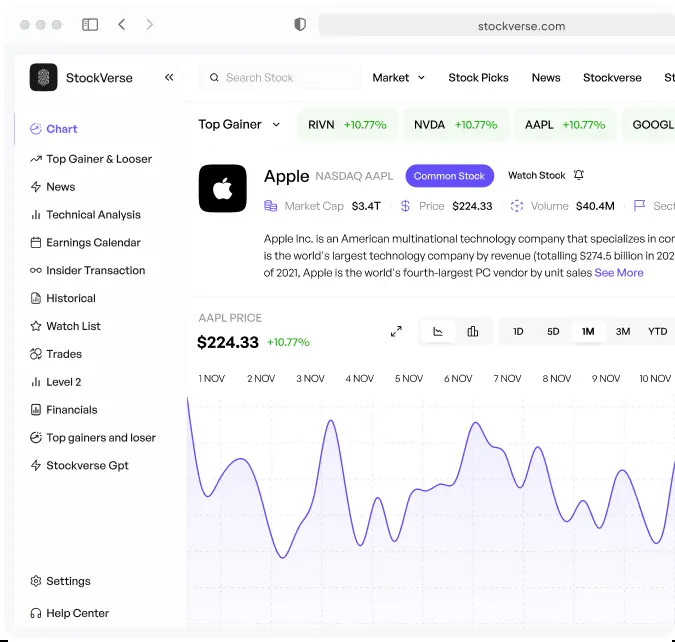 stockverse.com
StockVerse
Search Stock
Market
Stock Picks
News
Stockverse
St
Top Gainer
RIVN +10.77%
NVDA +10.77%
AAPL +10.77%
GOOGL
Chart
Top Gainer & Looser
News
Technical Analysis
Earnings Calendar
Insider Transaction
Historical
Watch List
Trades
Level 2
Financials
Top gainers and loser
Stockverse Gpt
Settings
Help Center
Apple NASDAQ AAPL Common Stock Watch Stock
Market Cap $3.4T Price $224.33 Volume $40.4M Sect
Apple Inc. is an American multinational technology company that specializes in con
is the world's largest technology company by revenue (totalling $274.5 billion in 202
of 2021, Apple is the world's fourth-largest PC vendor by unit sales See More
AAPL PRICE
$224.33 +10.77%
1D 5D 1M 3M YTD
1 NOV 2 NOV 3 NOV 4 NOV 5 NOV 6 NOV 7 NOV 8 NOV 9 NOV 10 NOV